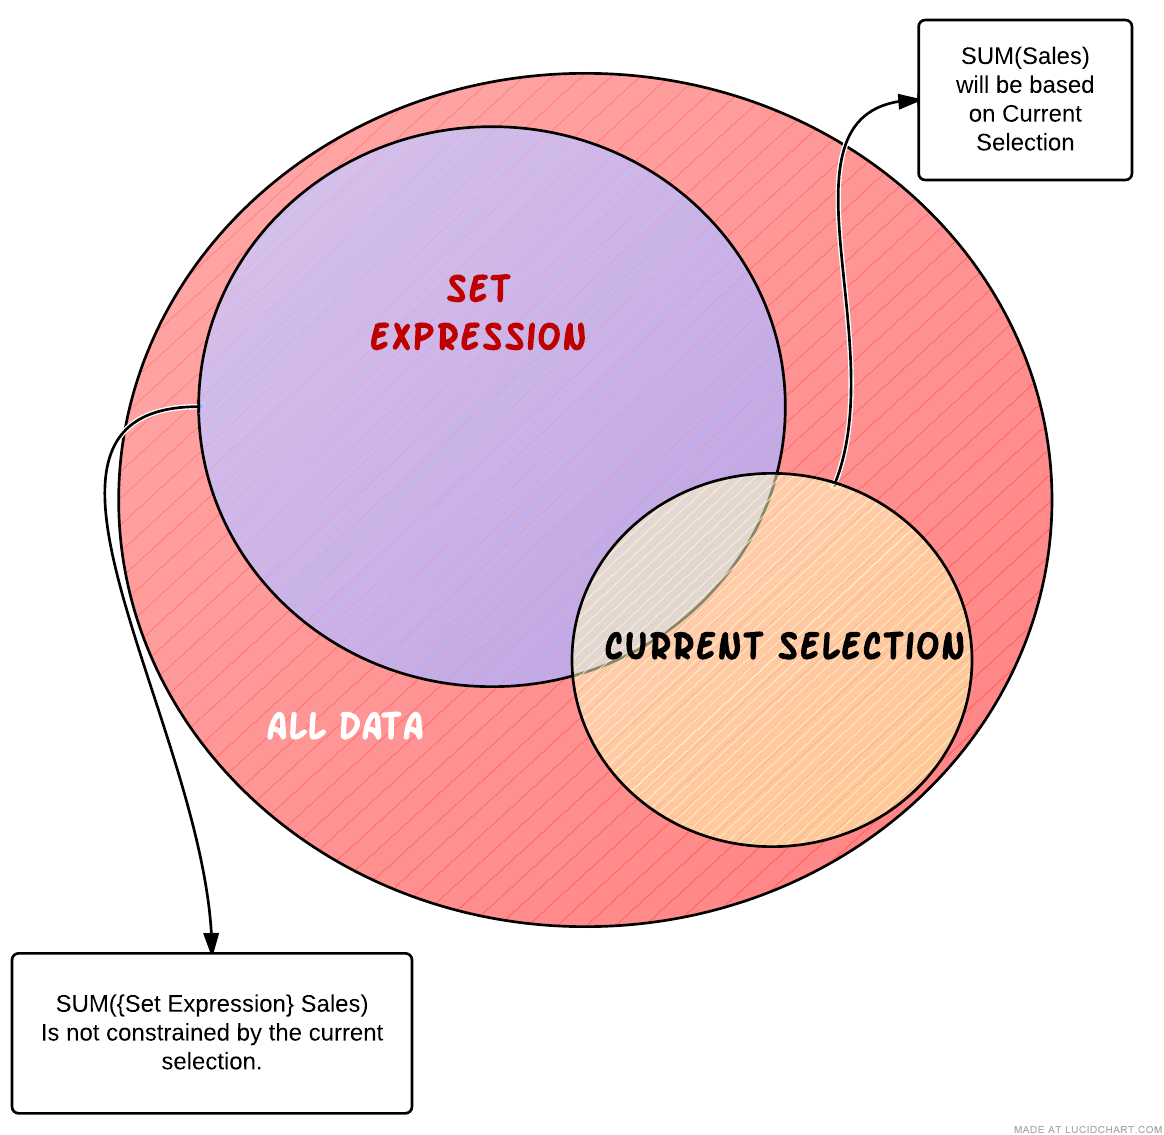 SUM(Sales)
will be based
on Current
Selection
SET
EXPRESSION
CURRENT SELECTION
ALL DATA
SUM({Set Expression} Sales)
Is not constrained by the current
selection.
MADE AT LUCIDCHART.COM